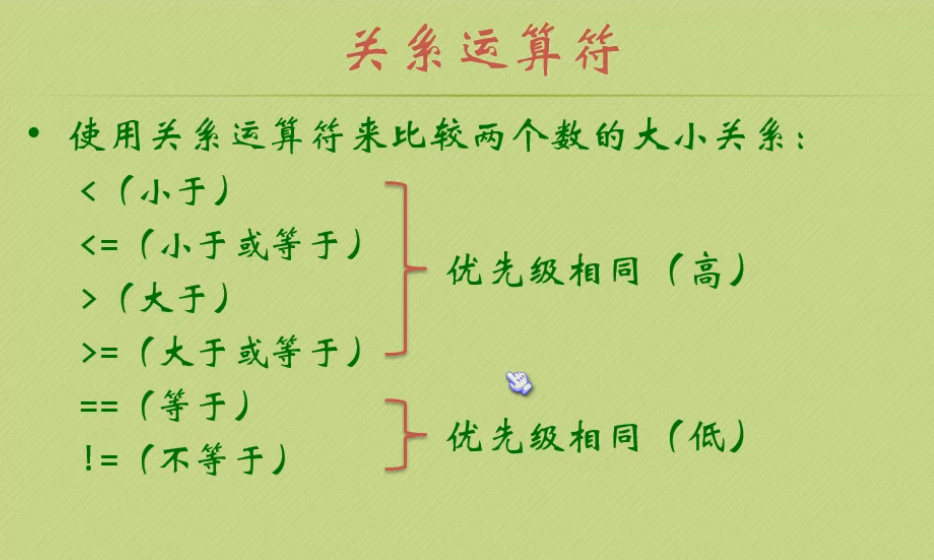 关系运算符
• 使用关系运算符来比较两个数的大小关系：
<（小于）
<=（小于或等于）
>（大于）
>=（大于或等于）
优先级相同（高）
==（等于）
!=（不等于）
优先级相同（低）